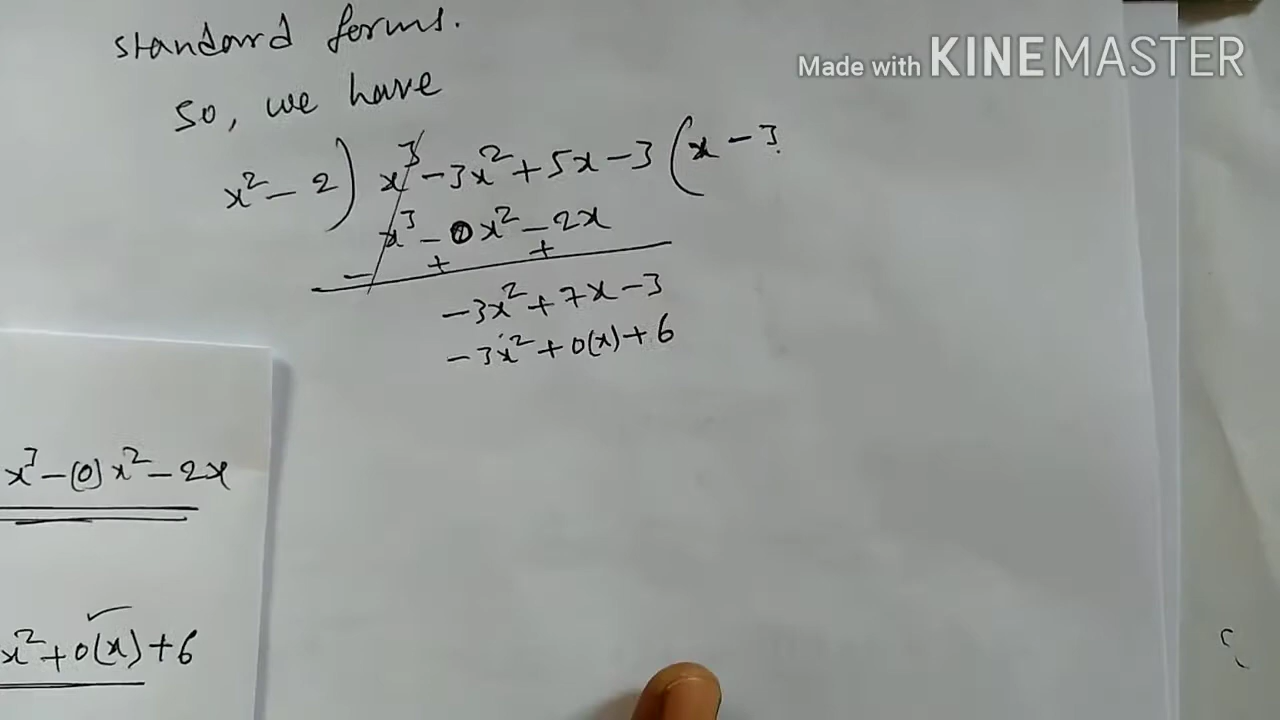 standard forms.
Made with KINEMASTER
So, we have
x² - 2) x³ - 3x² + 5x - 3 (x - 3
x³ - 0x² - 2x
- + +
-3x² + 7x - 3
-3x² + 0(x) + 6
x³ - (0) x² - 2x
x² + 0(x) + 6